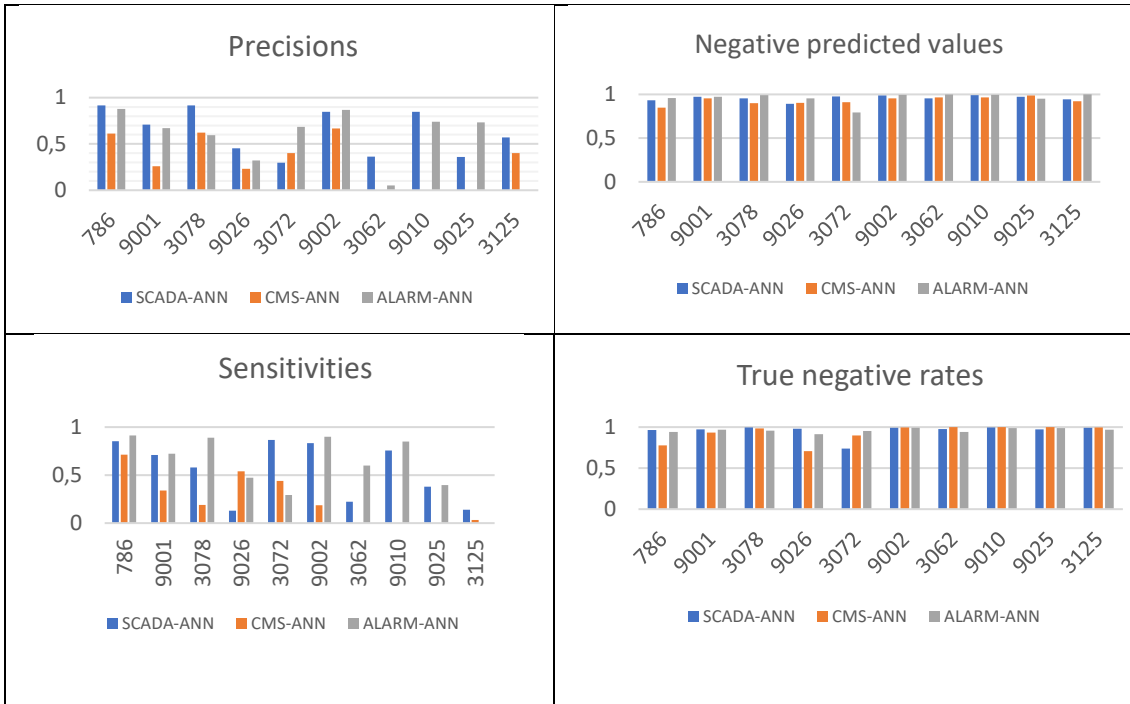 Precisions
1
0,5
0
786 9001 3078 9026 3072 9002 3062 9010 9025 3125
SCADA-ANN CMS-ANN ALARM-ANN
Negative predicted values
1
0,5
1
786 9001 3078 9026 3072 9002 3062 9010 9025 3125
SCADA-ANN CMS-ANN ALARM-ANN
Sensitivities
1
0,5
0
786 9001 3078 9026 3072 9002 3062 9010 9025 3125
SCADA-ANN CMS-ANN ALARM-ANN
True negative rates
1
0,5
0
786 9001 3078 9026 3072 9002 3062 9010 9025 3125
SCADA-ANN CMS-ANN ALARM-ANN